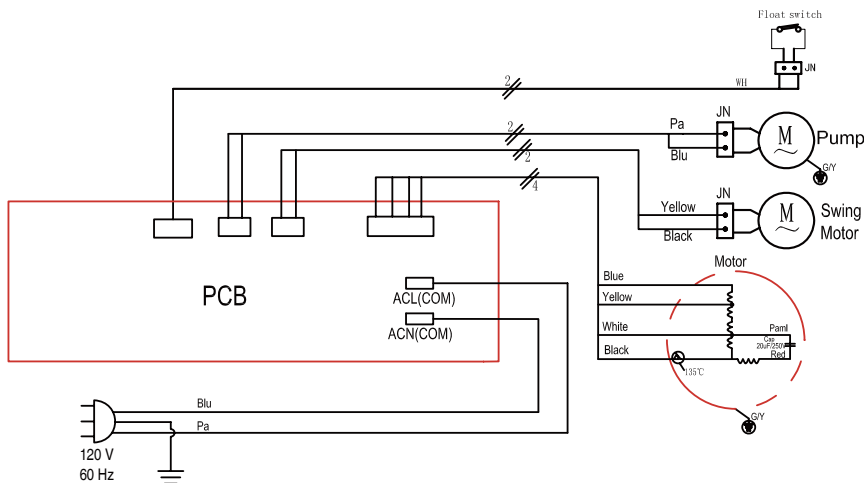 Float switch
JN
2
WH
2
Pa
JN
M
Pump
Blu
G/Y
2
4
Yellow
JN
M
Swing
Motor
Black
PCB
ACL(COM)
ACN(COM)
Motor
Blue
Yellow
White
Paml
Cap
20uF/250V
Black
Red
135℃
G/Y
Blu
Pa
120 V
60 Hz